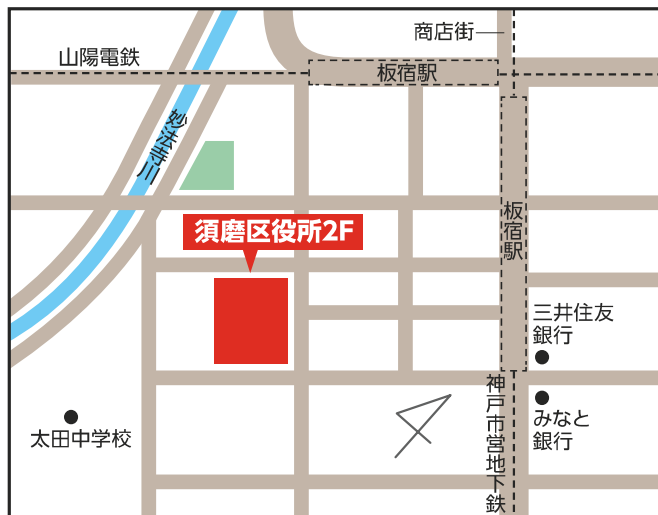 商店街
山陽電鉄
板宿駅
妙法寺川
板宿駅
須磨区役所2F
三井住友
銀行
神戸市営地下鉄
みなと
銀行
太田中学校